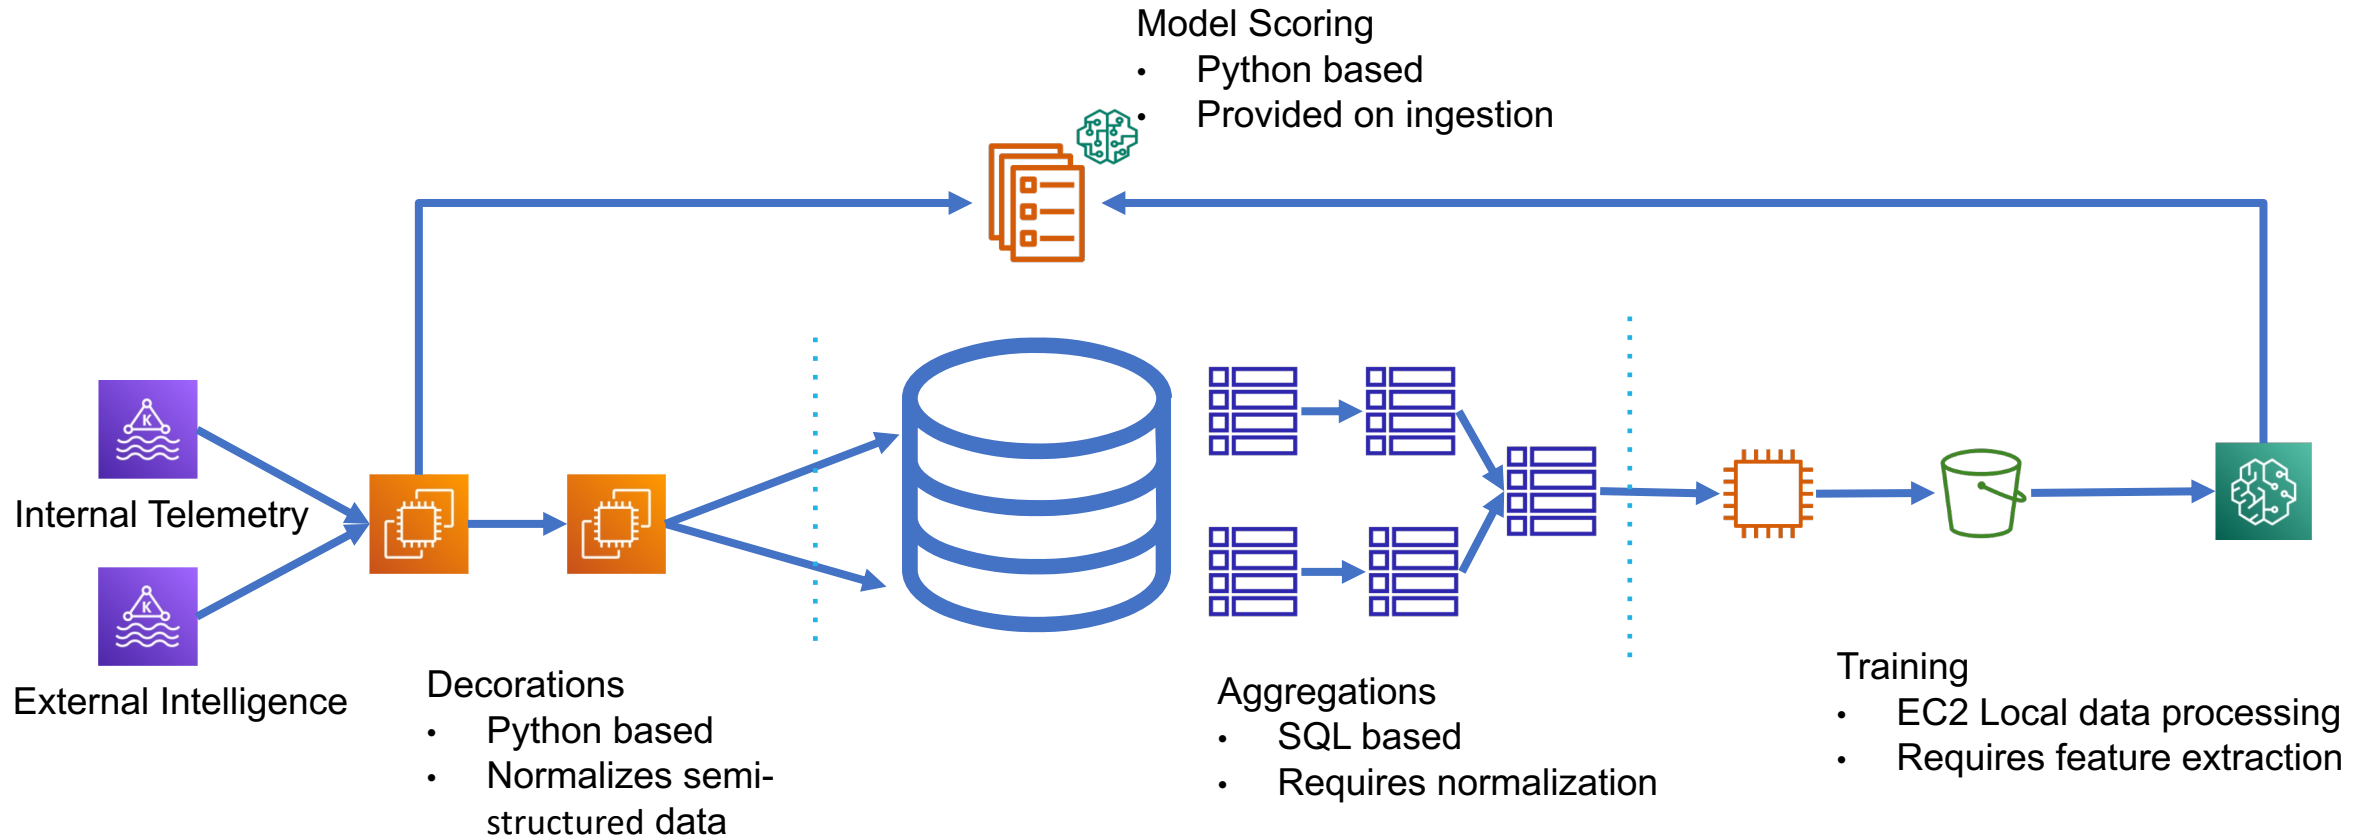 Model Scoring
• Python based
• Provided on ingestion
K
Internal Telemetry
K
External Intelligence
Decorations
• Python based
• Normalizes semi-
structured data
Aggregations
• SQL based
• Requires normalization
Training
• EC2 Local data processing
• Requires feature extraction